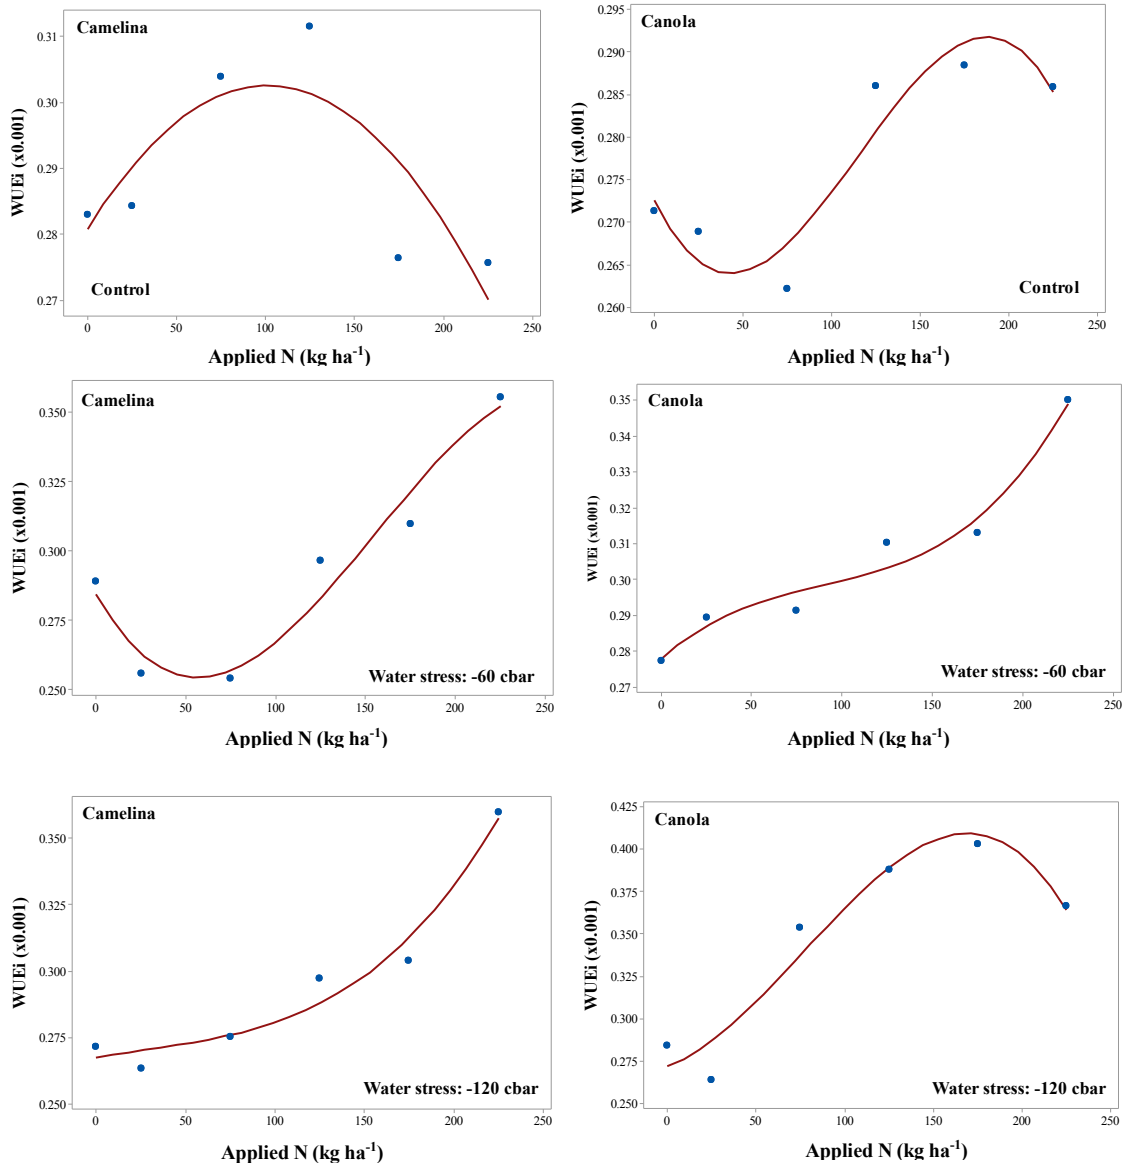 Camelina
0.31
0.30
0.29
0.28
0.27
WUEi (x0.001)
Control
0 50 100 150 200 250
Applied N (kg ha⁻¹)
Canola
0.295
0.290
0.285
0.280
0.275
0.270
0.265
0.260
WUEi (x0.001)
Control
0 50 100 150 200 250
Applied N (kg ha⁻¹)
Camelina
0.350
0.325
0.300
0.275
0.250
WUEi (x0.001)
Water stress: -60 cbar
0 50 100 150 200 250
Applied N (kg ha⁻¹)
Canola
0.35
0.34
0.33
0.32
0.31
0.30
0.29
0.28
0.27
WUEi (x0.001)
Water stress: -60 cbar
0 50 100 150 200 250
Applied N (kg ha⁻¹)
Camelina
0.350
0.325
0.300
0.275
0.250
WUEi (x0.001)
Water stress: -120 cbar
0 50 100 150 200 250
Applied N (kg ha⁻¹)
Canola
0.425
0.400
0.375
0.350
0.325
0.300
0.275
0.250
WUEi (x0.001)
Water stress: -120 cbar
0 50 100 150 200 250
Applied N (kg ha⁻¹)